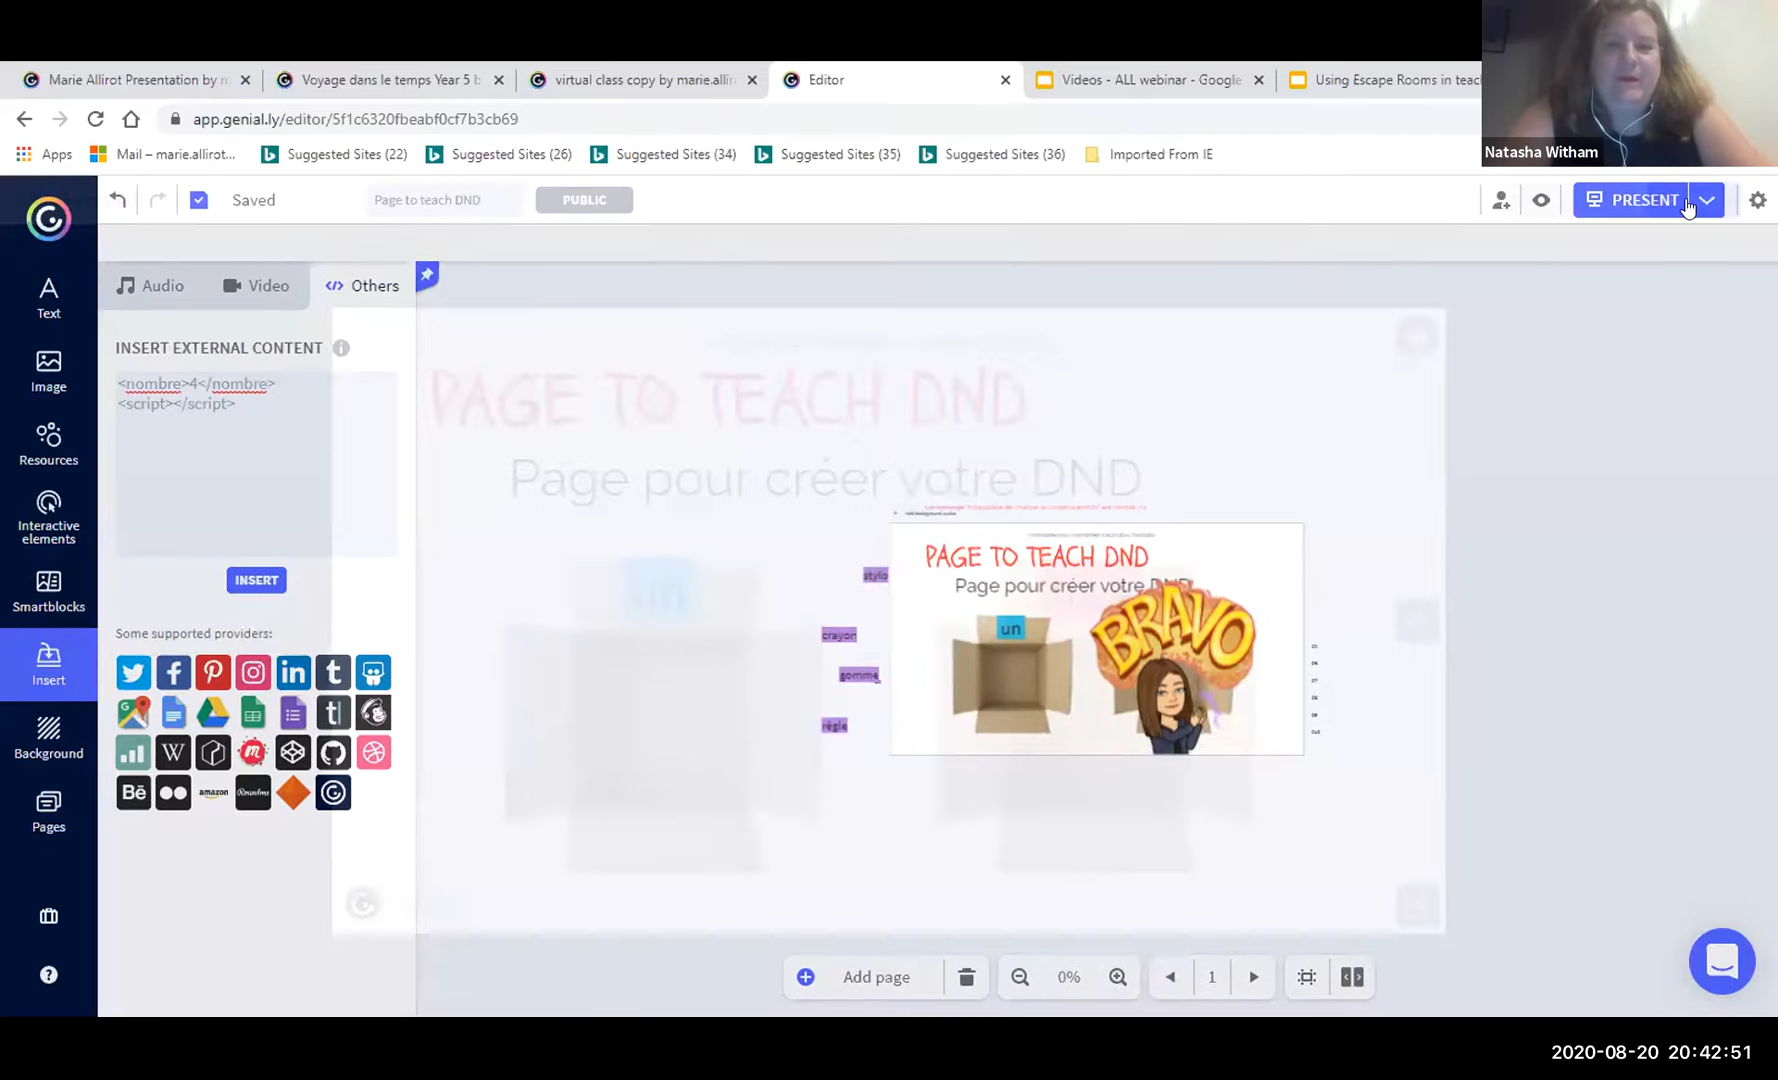 Marie Allirot Presentation by m
Voyage dans le temps Year 5 b
virtual class copy by marie.allir
Editor
Videos - ALL webinar - Google
Using Escape Rooms in teac
Natasha Witham
app.genial.ly/editor/5f1c6320fbeabf0cf7b3cb69
Apps
Mail – marie.allirot...
Suggested Sites (22)
Suggested Sites (26)
Suggested Sites (34)
Suggested Sites (35)
Suggested Sites (36)
Imported From IE
Saved
Page to teach DND
PUBLIC
PRESENT
Text
Image
Resources
Interactive
elements
Smartblocks
Insert
Background
Pages
Audio
Video
</> Others
INSERT EXTERNAL CONTENT
<nombre>4</nombre>
<script></script>
INSERT
Some supported providers:
Bē
amazon
Roundme
PAGE TO TEACH DND
Page pour créer votre DND
un
PAGE TO TEACH DND
Page pour créer votre DND
un
BRAVO
stylo
crayon
gomme
règle
Add page
0%
1
2020-08-20 20:42:51